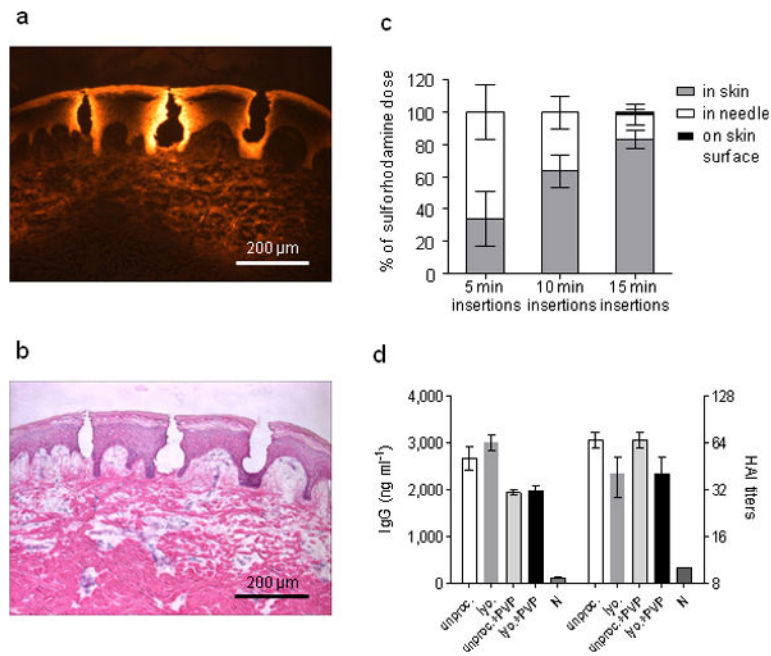 a
200 µm
b
200 µm
c
% of sulforhodamine dose
120
100
80
60
40
20
0
5 min
insertions
10 min
insertions
15 min
insertions
in skin
in needle
on skin
surface
d
IgG (ng ml⁻¹)
4,000
3,000
2,000
1,000
0
unproc.
lyo.
unproc.+PVP
lyo.+PVP
N
unproc.
lyo.
unproc.+PVP
lyo.+PVP
N
128
64
32
16
8
HAI titers